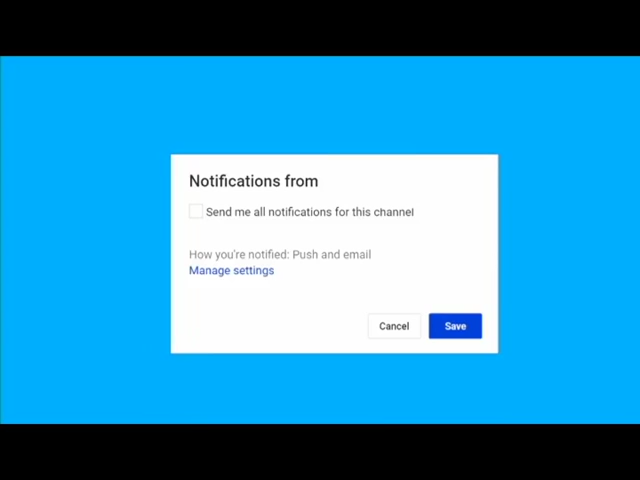 Notifications from
Send me all notifications for this channel
How you're notified: Push and email
Manage settings
Cancel
Save